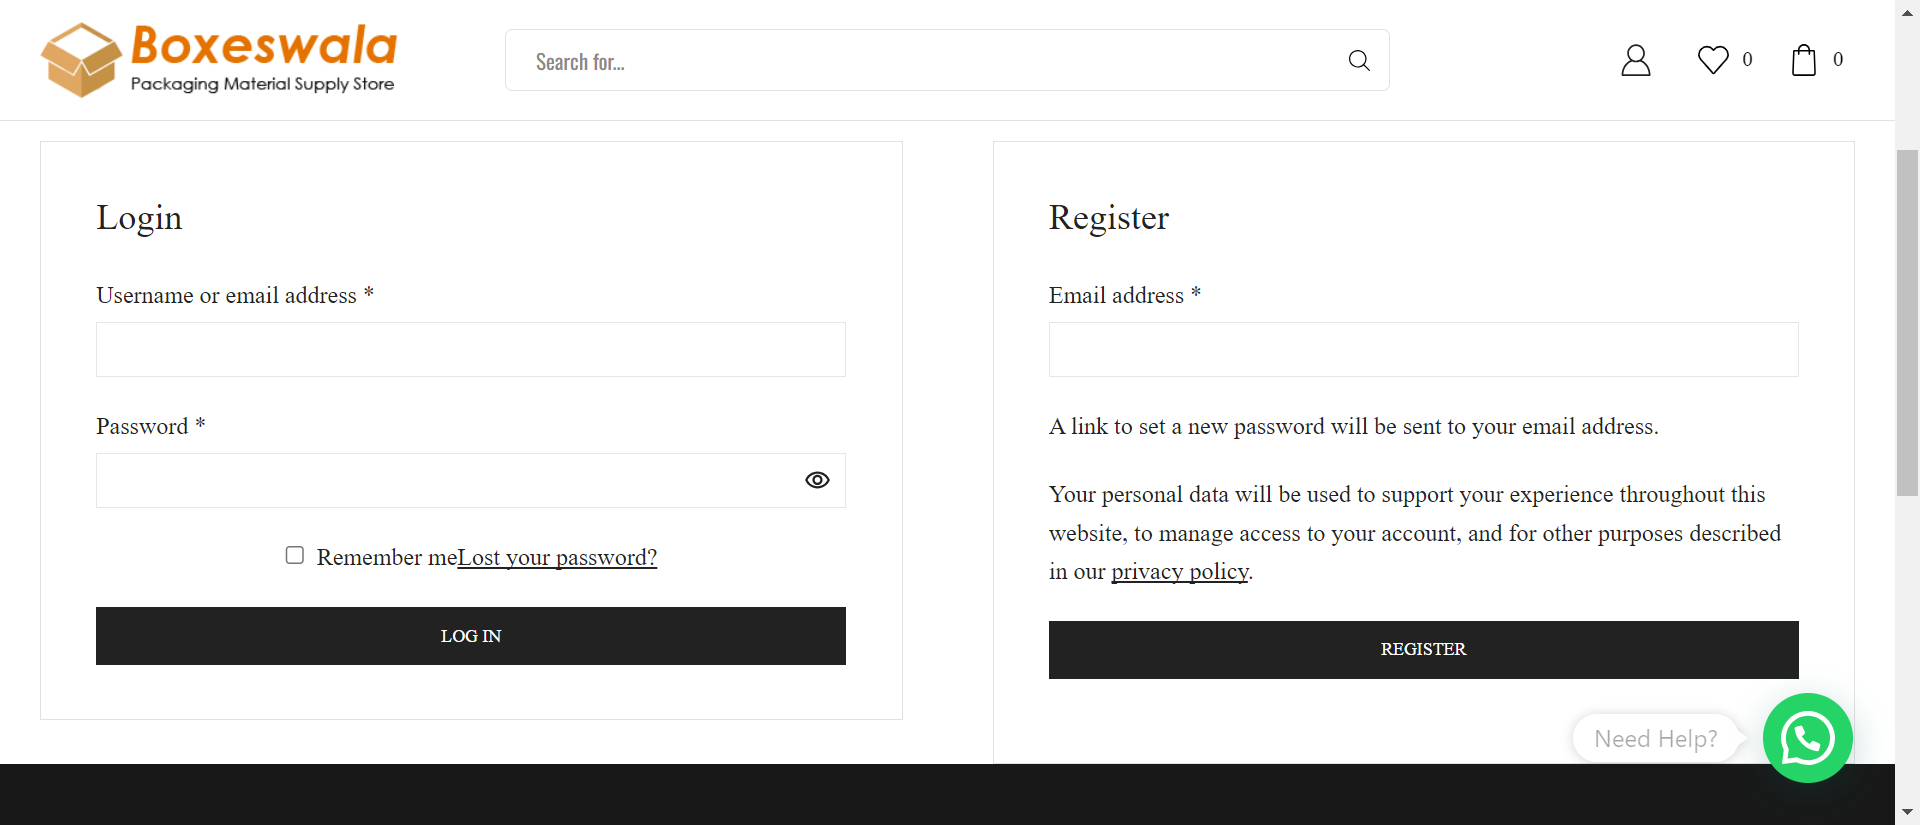 Boxeswala
Packaging Material Supply Store
Search for...
0
0
Login
Username or email address *
Password *
Remember meLost your password?
LOG IN
Register
Email address *
A link to set a new password will be sent to your email address.
Your personal data will be used to support your experience throughout this
website, to manage access to your account, and for other purposes described
in our privacy policy.
REGISTER
Need Help?